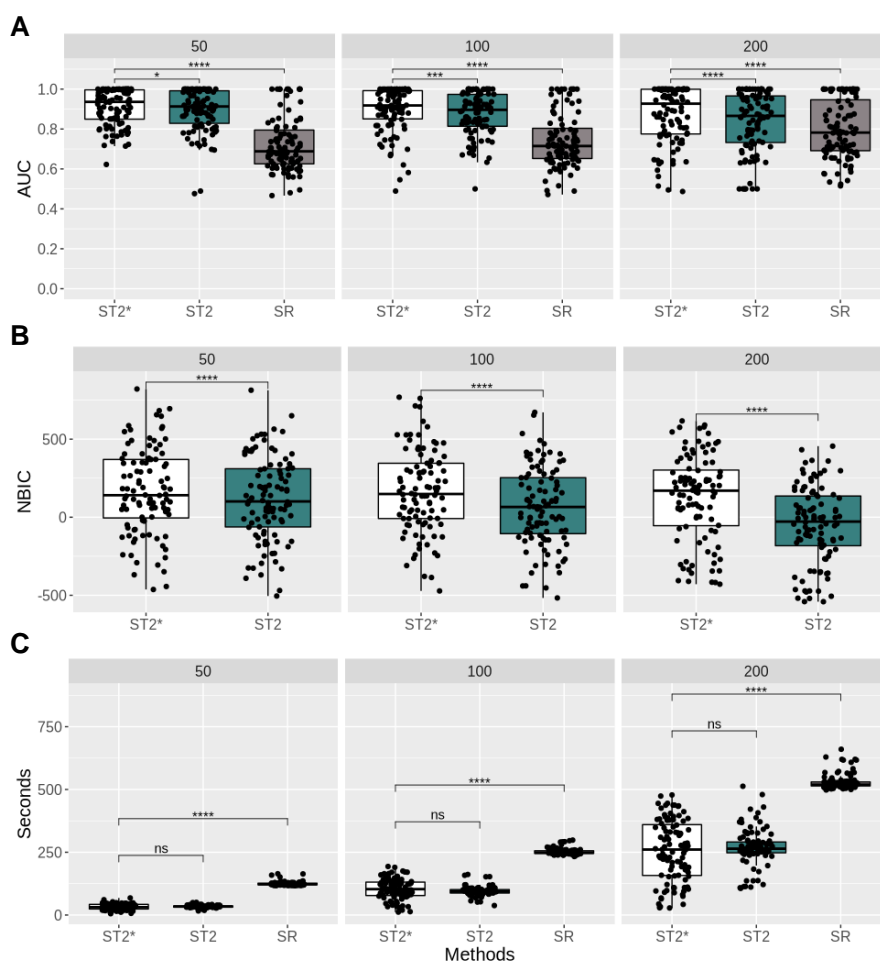 A
50 100 200
* **** *** **** **** ****
AUC
1.0
0.8
0.6
0.4
0.2
0.0
ST2* ST2 SR ST2* ST2 SR ST2* ST2 SR
B
50 100 200
**** **** ****
NBIC
500
0
-500
ST2* ST2 ST2* ST2 ST2* ST2
C
50 100 200
**** **** ****
ns ns ns
Seconds
750
500
250
0
ST2* ST2 SR ST2* ST2 SR ST2* ST2 SR
Methods